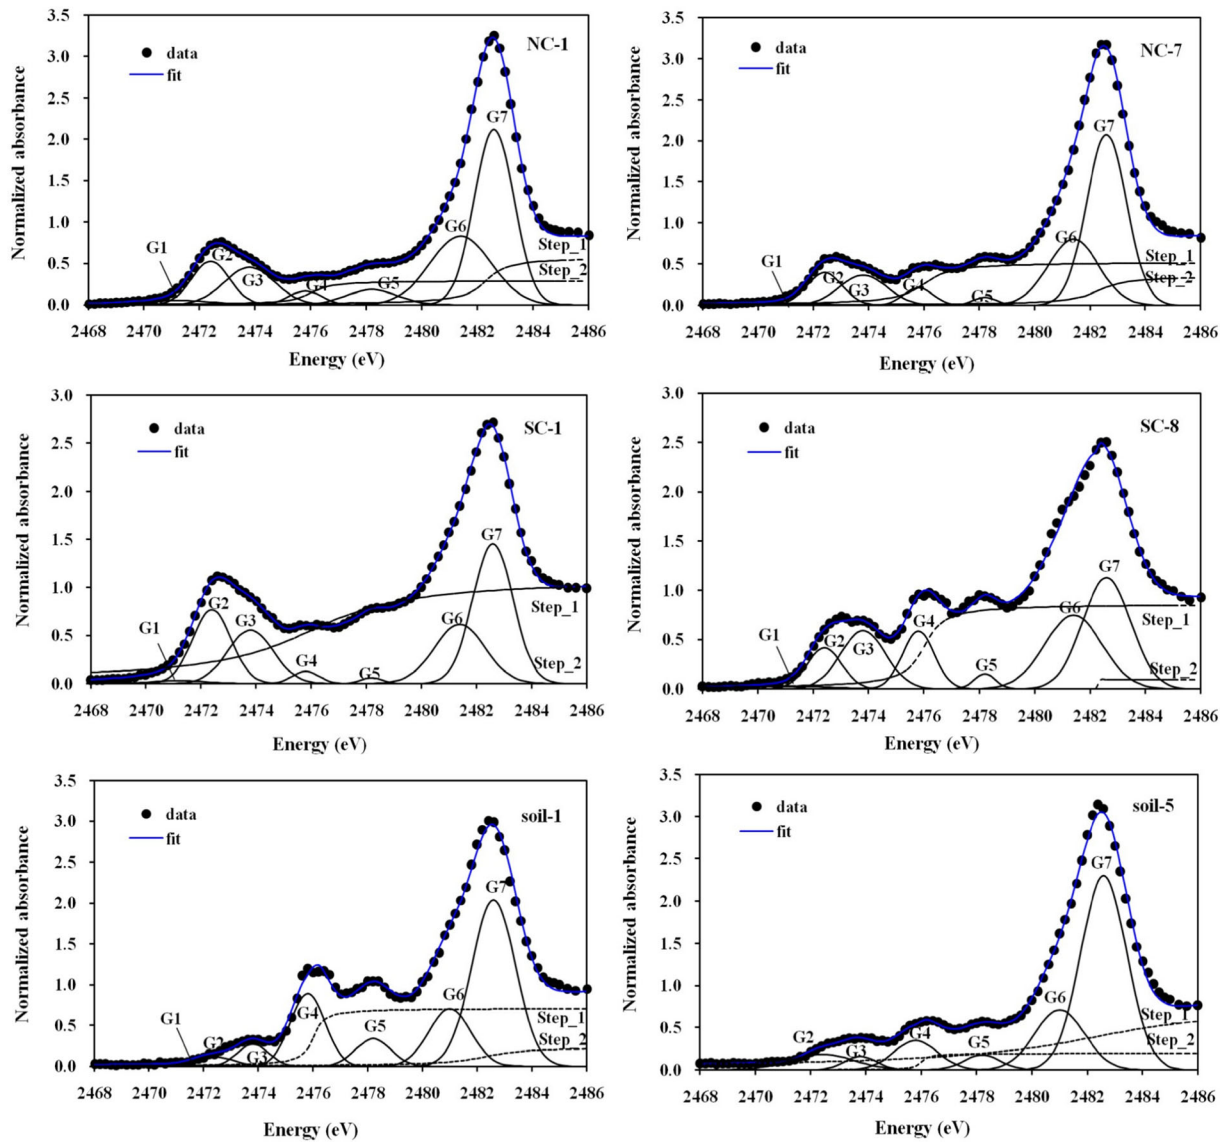 NC-1
data
fit
Normalized absorbance
3.5
3.0
2.5
2.0
1.5
1.0
0.5
0.0
G1
G2
G3
G4
G5
G6
G7
Step_1
Step_2
2468 2470 2472 2474 2476 2478 2480 2482 2484 2486
Energy (eV)
NC-7
data
fit
Normalized absorbance
3.5
3.0
2.5
2.0
1.5
1.0
0.5
0.0
G1
G2
G3
G4
G5
G6
G7
Step_1
Step_2
2468 2470 2472 2474 2476 2478 2480 2482 2484 2486
Energy (eV)
SC-1
data
fit
Normalized absorbance
3.0
2.5
2.0
1.5
1.0
0.5
0.0
G1
G2
G3
G4
G5
G6
G7
Step_1
Step_2
2468 2470 2472 2474 2476 2478 2480 2482 2484 2486
Energy (eV)
SC-8
data
fit
Normalized absorbance
3.0
2.5
2.0
1.5
1.0
0.5
0.0
G1
G2
G3
G4
G5
G6
G7
Step_1
Step_2
2468 2470 2472 2474 2476 2478 2480 2482 2484 2486
Energy (eV)
soil-1
data
fit
Normalized absorbance
3.5
3.0
2.5
2.0
1.5
1.0
0.5
0.0
G1
G2
G3
G4
G5
G6
G7
Step_1
Step_2
2468 2470 2472 2474 2476 2478 2480 2482 2484 2486
Energy (eV)
soil-5
data
fit
Normalized absorbance
3.5
3.0
2.5
2.0
1.5
1.0
0.5
0.0
G2
G3
G4
G5
G6
G7
Step_1
Step_2
2468 2470 2472 2474 2476 2478 2480 2482 2484 2486
Energy (eV)